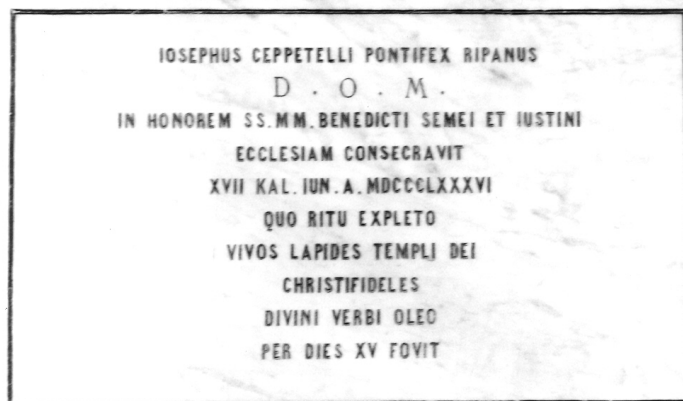 IOSEPHUS CEPPETELLI PONTIFEX RIPANUS
D . O . M .
IN HONOREM SS. MM. BENEDICTI SEMEI ET IUSTINI
ECCLESIAM CONSECRAVIT
XVII KAL. IUN. A. MDCCCLXXXVI
QUO RITU EXPLETO
VIVOS LAPIDES TEMPLI DEI
CHRISTIFIDELES
DIVINI VERBI OLEO
PER DIES XV FOVIT